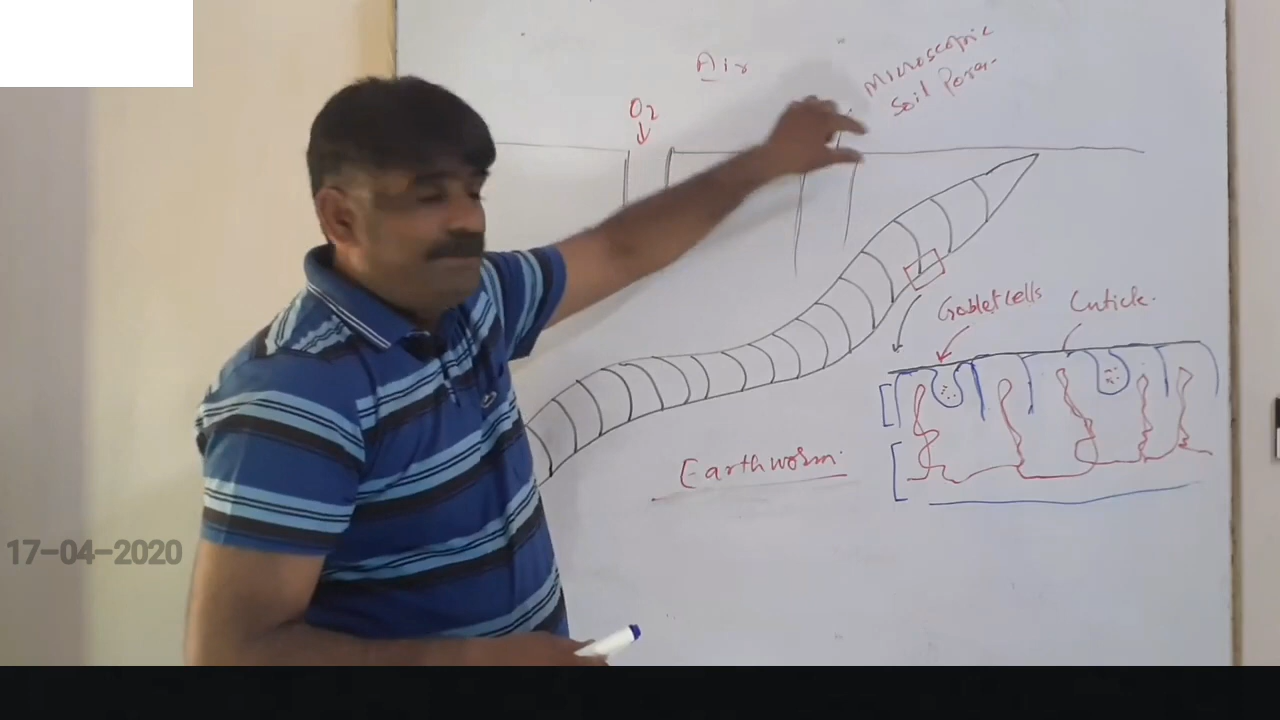 Air
Microscopic
Soil Pores
O2
Goblet cells
Cuticle.
Earthworm.
17-04-2020